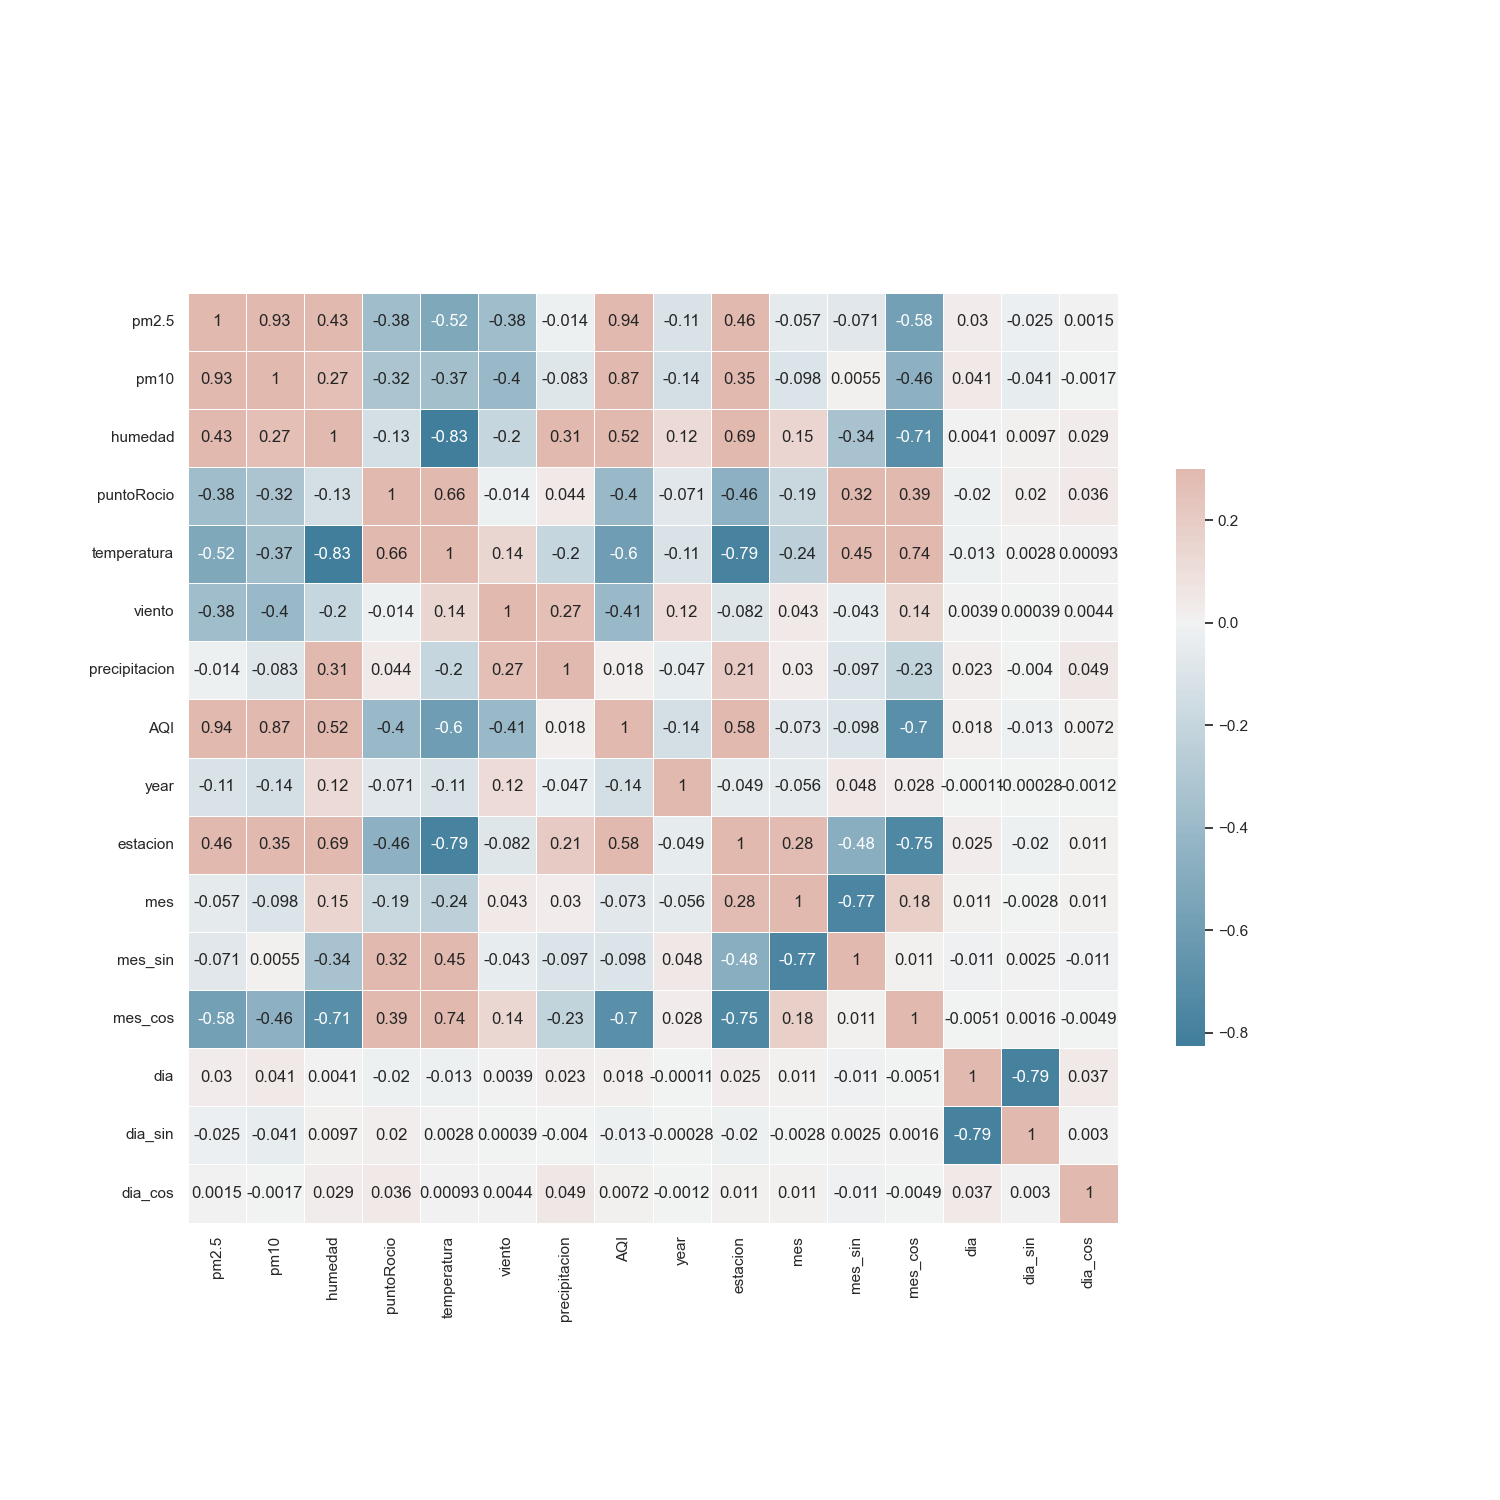 pm2.5 1 0.93 0.43 -0.38 -0.52 -0.38 -0.014 0.94 -0.11 0.46 -0.057 -0.071 -0.58 0.03 -0.025 0.0015
pm10 0.93 1 0.27 -0.32 -0.37 -0.4 -0.083 0.87 -0.14 0.35 -0.098 0.0055 -0.46 0.041 -0.041 -0.0017
humedad 0.43 0.27 1 -0.13 -0.83 -0.2 0.31 0.52 0.12 0.69 0.15 -0.34 -0.71 0.0041 0.0097 0.029
puntoRocio -0.38 -0.32 -0.13 1 0.66 -0.014 0.044 -0.4 -0.071 -0.46 -0.19 0.32 0.39 -0.02 0.02 0.036
0.2
temperatura -0.52 -0.37 -0.83 0.66 1 0.14 -0.2 -0.6 -0.11 -0.79 -0.24 0.45 0.74 -0.013 0.0028 0.00093
viento -0.38 -0.4 -0.2 -0.014 0.14 1 0.27 -0.41 0.12 -0.082 0.043 -0.043 0.14 0.0039 0.00039 0.0044
0.0
precipitacion -0.014 -0.083 0.31 0.044 -0.2 0.27 1 0.018 -0.047 0.21 0.03 -0.097 -0.23 0.023 -0.004 0.049
AQI 0.94 0.87 0.52 -0.4 -0.6 -0.41 0.018 1 -0.14 0.58 -0.073 -0.098 -0.7 0.018 -0.013 0.0072
−0.2
year -0.11 -0.14 0.12 -0.071 -0.11 0.12 -0.047 -0.14 1 -0.049 -0.056 0.048 0.028 -0.00011 -0.00028 -0.0012
−0.4
estacion 0.46 0.35 0.69 -0.46 -0.79 -0.082 0.21 0.58 -0.049 1 0.28 -0.48 -0.75 0.025 -0.02 0.011
mes -0.057 -0.098 0.15 -0.19 -0.24 0.043 0.03 -0.073 -0.056 0.28 1 -0.77 0.18 0.011 -0.0028 0.011
−0.6
mes_sin -0.071 0.0055 -0.34 0.32 0.45 -0.043 -0.097 -0.098 0.048 -0.48 -0.77 1 0.011 -0.011 0.0025 -0.011
mes_cos -0.58 -0.46 -0.71 0.39 0.74 0.14 -0.23 -0.7 0.028 -0.75 0.18 0.011 1 -0.0051 0.0016 -0.0049
−0.8
dia 0.03 0.041 0.0041 -0.02 -0.013 0.0039 0.023 0.018 -0.00011 0.025 0.011 -0.011 -0.0051 1 -0.79 0.037
dia_sin -0.025 -0.041 0.0097 0.02 0.0028 0.00039 -0.004 -0.013 -0.00028 -0.02 -0.0028 0.0025 0.0016 -0.79 1 0.003
dia_cos 0.0015 -0.0017 0.029 0.036 0.00093 0.0044 0.049 0.0072 -0.0012 0.011 0.011 -0.011 -0.0049 0.037 0.003 1
pm2.5 pm10 humedad puntoRocio temperatura viento precipitacion AQI year estacion mes mes_sin mes_cos dia dia_sin dia_cos